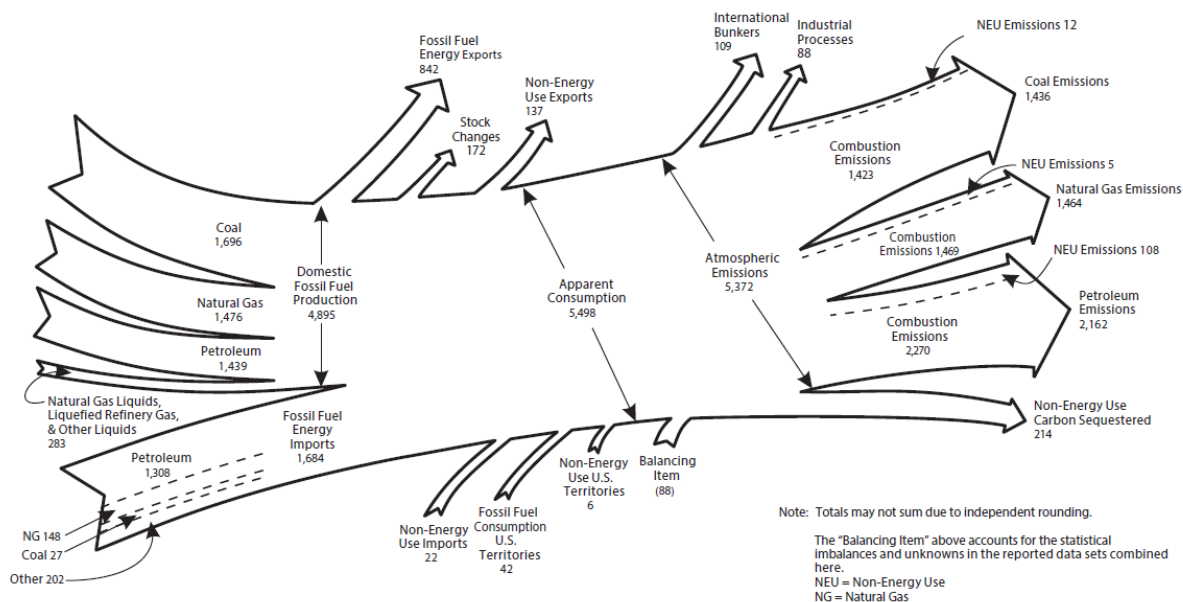 Fossil Fuel
Energy Exports
842
Non-Energy
Use Exports
137
Stock
Changes
172
International
Bunkers
109
Industrial
Processes
88
NEU Emissions 12
Coal Emissions
1,436
Combustion
Emissions
1,423
NEU Emissions 5
Natural Gas Emissions
1,464
Combustion
Emissions 1,469
NEU Emissions 108
Petroleum
Emissions
2,162
Combustion
Emissions
2,270
Coal
1,696
Natural Gas
1,476
Petroleum
1,439
Domestic
Fossil Fuel
Production
4,895
Apparent
Consumption
5,498
Atmospheric
Emissions
5,372
Natural Gas Liquids,
Liquefied Refinery Gas,
& Other Liquids
283
Fossil Fuel
Energy
Imports
1,684
Petroleum
1,308
NG 148
Coal 27
Other 202
Non-Energy
Use Imports
22
Fossil Fuel
Consumption
U.S.
Territories
42
Non-Energy
Use U.S.
Territories
6
Balancing
Item
(88)
Non-Energy Use
Carbon Sequestered
214
Note: Totals may not sum due to independent rounding.
The "Balancing Item" above accounts for the statistical
imbalances and unknowns in the reported data sets combined
here.
NEU = Non-Energy Use
NG = Natural Gas